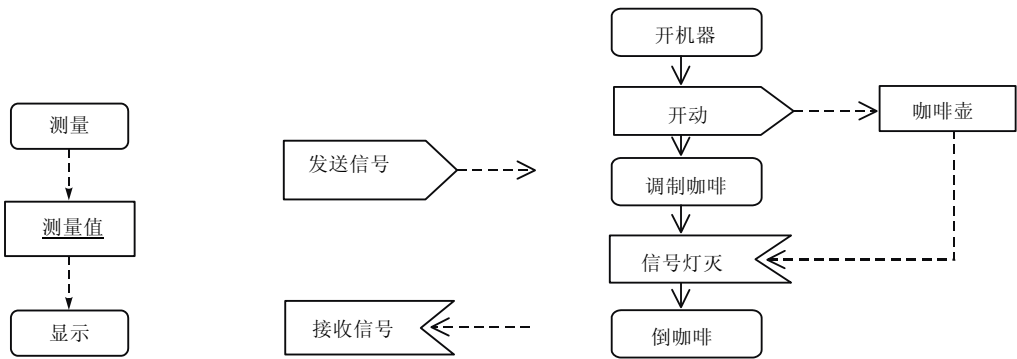 测量
测量值
显示
发送信号
接收信号
开机器
开动
咖啡壶
调制咖啡
信号灯灭
倒咖啡